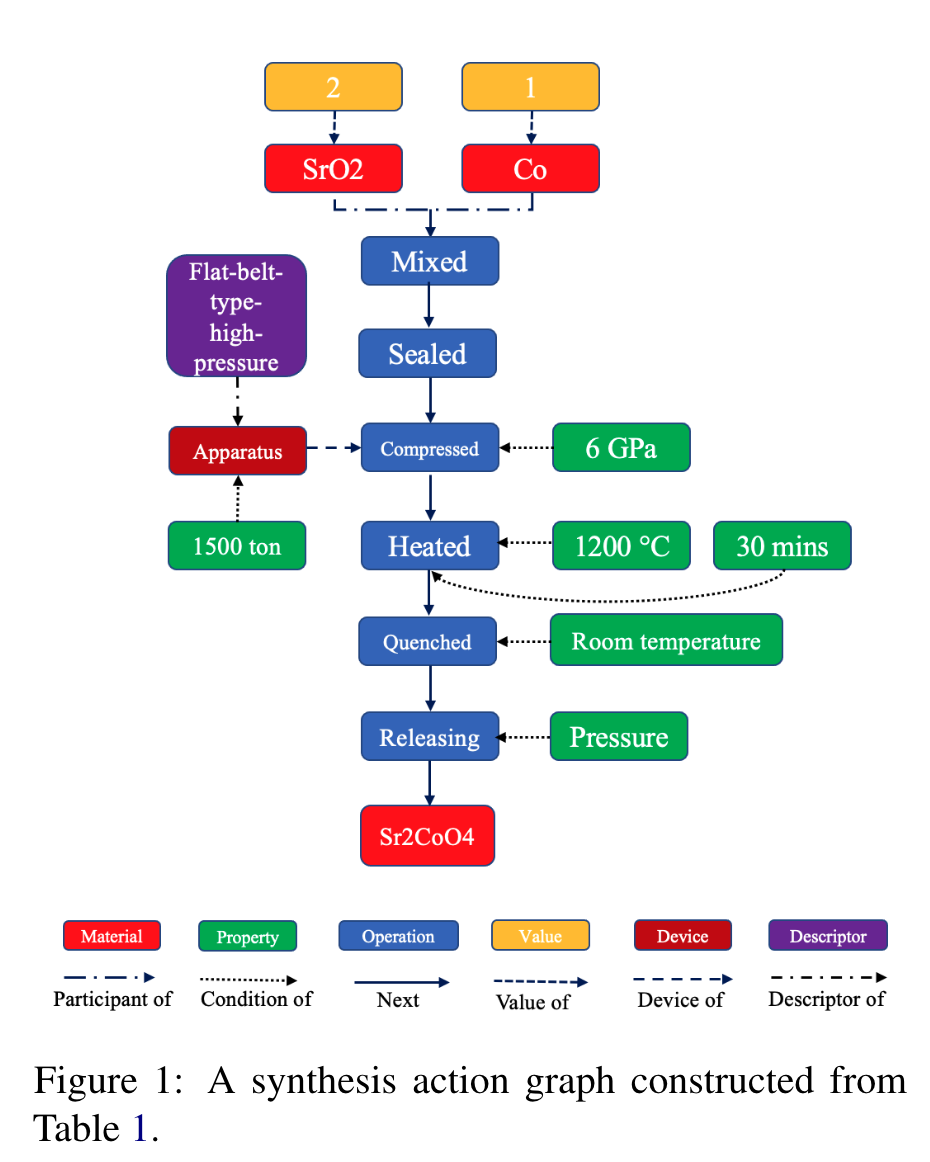 2
1
SrO2
Co
Mixed
Flat-belt-
type-
high-
pressure
Sealed
Apparatus
Compressed
6 GPa
1500 ton
Heated
1200 °C
30 mins
Quenched
Room temperature
Releasing
Pressure
Sr2CoO4
Material
Property
Operation
Value
Device
Descriptor
Participant of
Condition of
Next
Value of
Device of
Descriptor of
Figure 1: A synthesis action graph constructed from
Table 1.